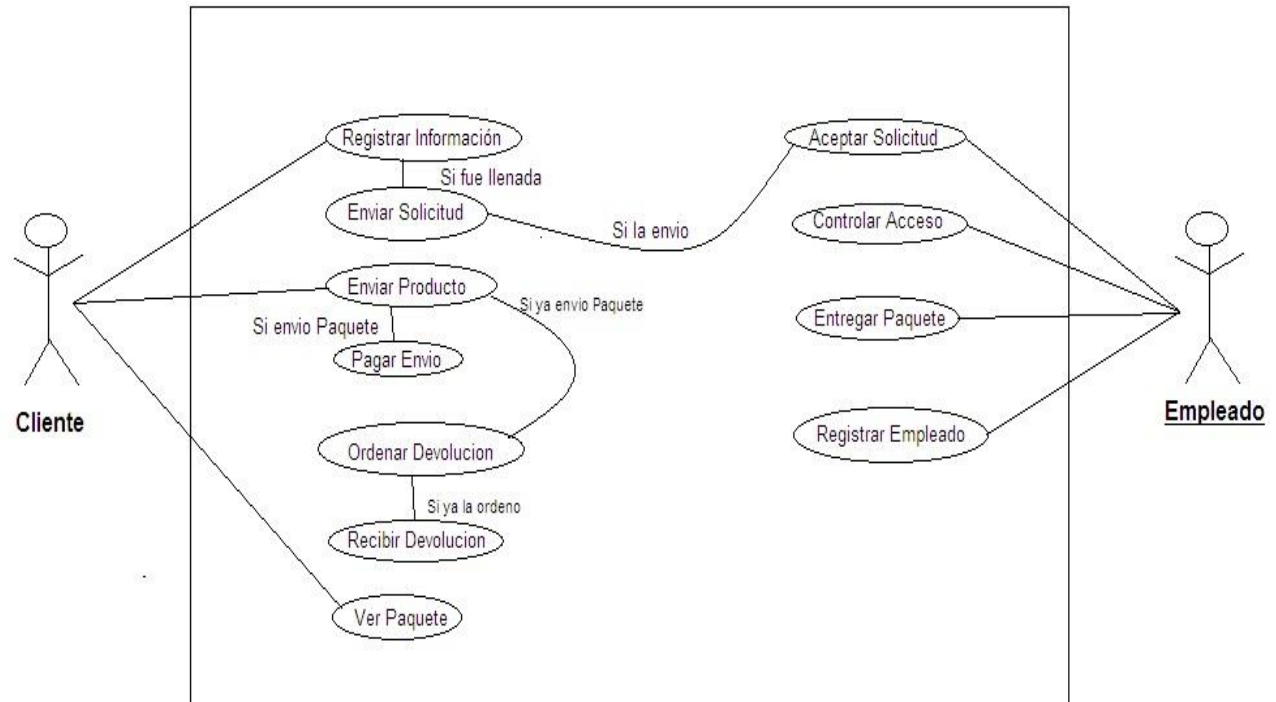 Registrar Información
Aceptar Solicitud
Si fue llenada
Enviar Solicitud
Controlar Acceso
Si la envio
Enviar Producto
Si ya envio Paquete
Si envio Paquete
Entregar Paquete
Pagar Envio
Cliente
Empleado
Registrar Empleado
Ordenar Devolucion
Si ya la ordeno
Recibir Devolucion
Ver Paquete